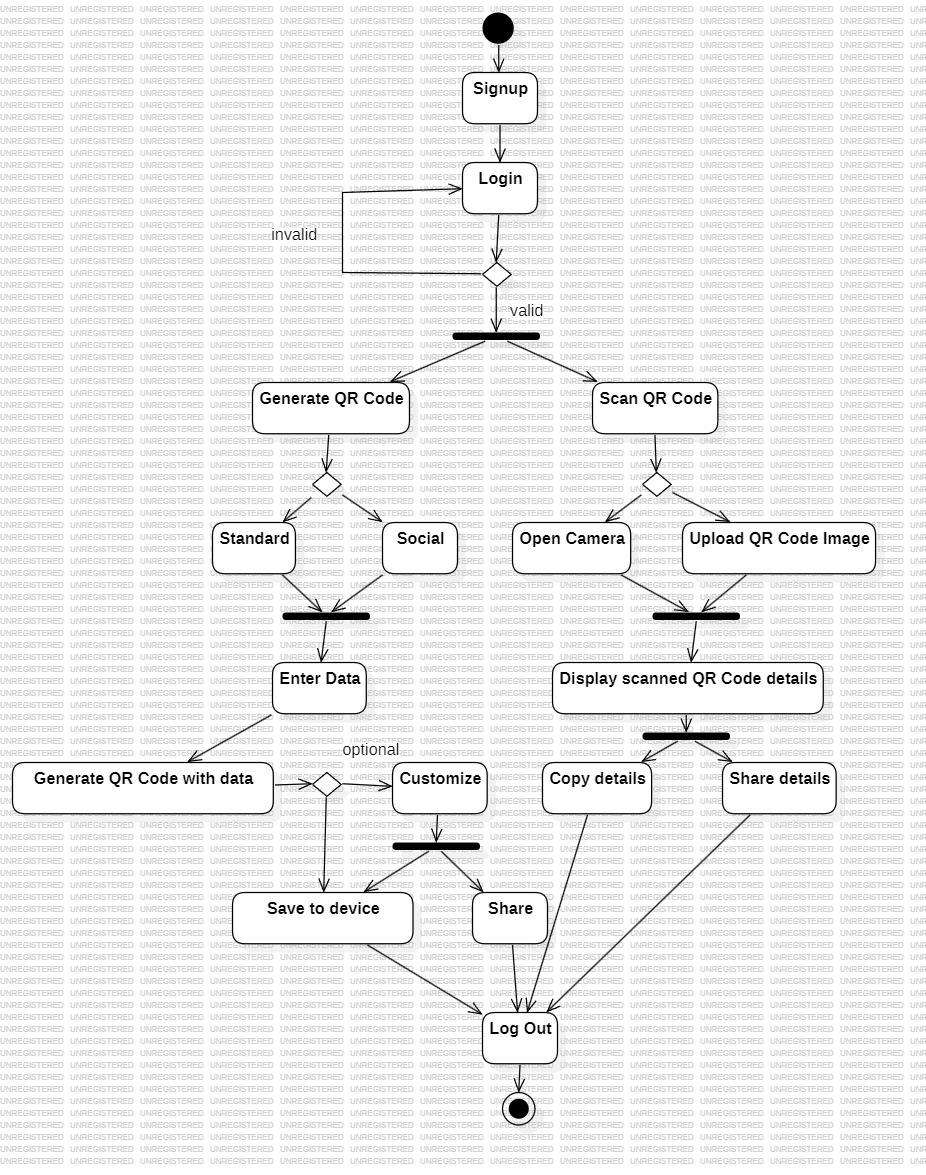 Signup
Login
invalid
valid
Generate QR Code
Scan QR Code
Standard
Social
Open Camera
Upload QR Code Image
Enter Data
Display scanned QR Code details
optional
Generate QR Code with data
Customize
Copy details
Share details
Save to device
Share
Log Out
UNREGISTERED